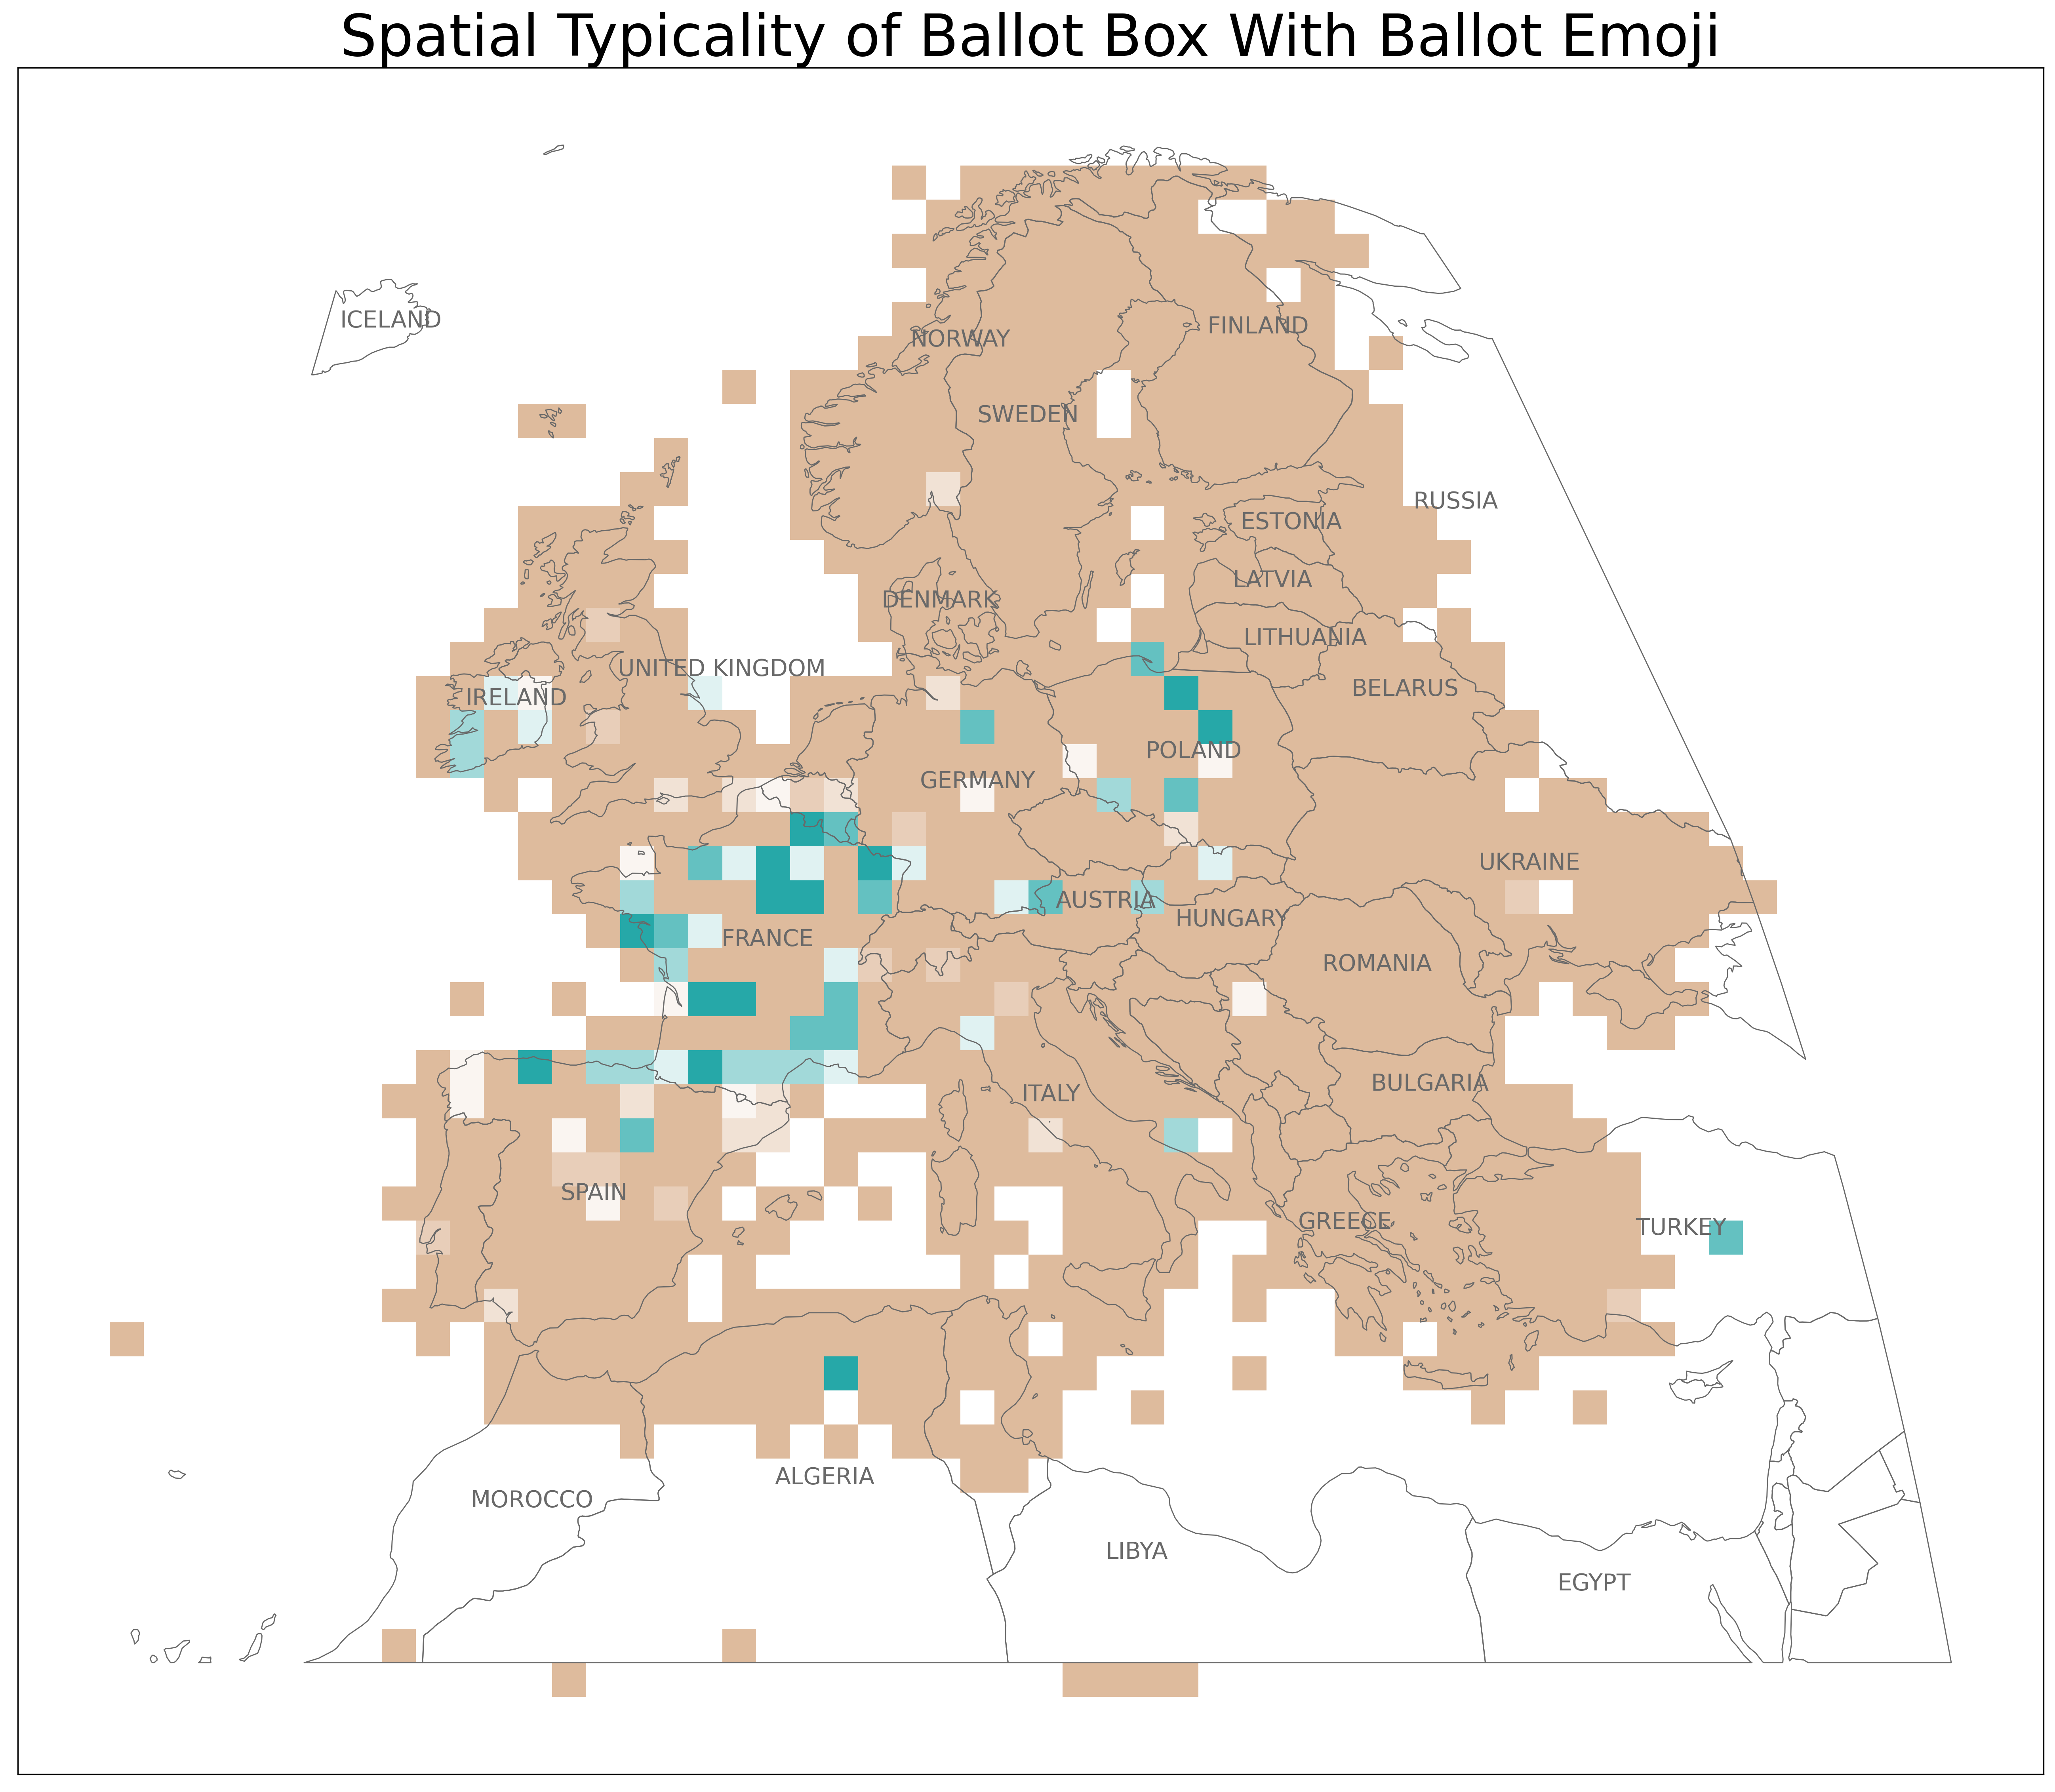 Spatial Typicality of Ballot Box With Ballot Emoji
ICELAND
FINLAND
NORWAY
SWEDEN
RUSSIA
ESTONIA
LATVIA
DENMARK
LITHUANIA
UNITED KINGDOM
BELARUS
IRELAND
POLAND
GERMANY
UKRAINE
AUSTRIA
HUNGARY
FRANCE
ROMANIA
BULGARIA
ITALY
SPAIN
GREECE
TURKEY
ALGERIA
MOROCCO
LIBYA
EGYPT